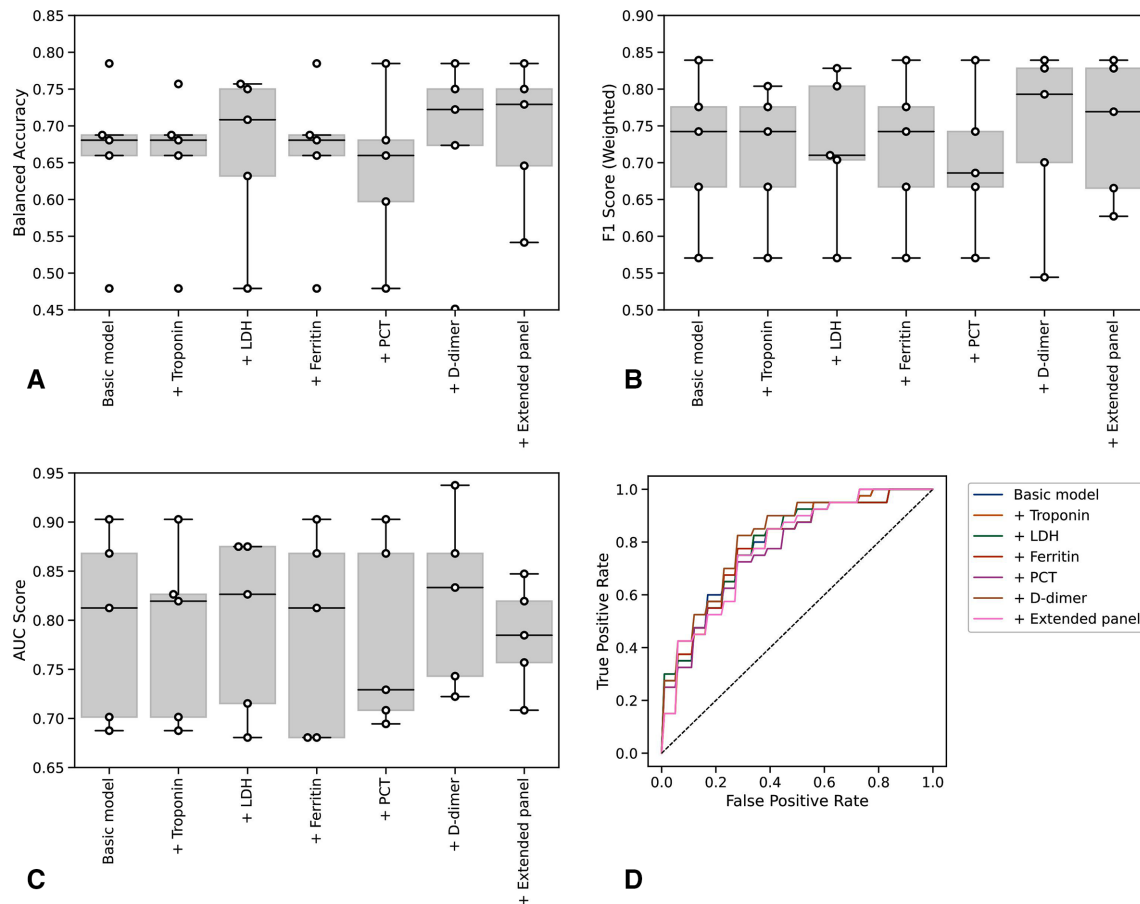 0.85
0.80
0.75
0.70
0.65
0.60
0.55
0.50
0.45
Balanced Accuracy
Basic model
+ Troponin
+ LDH
+ Ferritin
+ PCT
+ D-dimer
+ Extended panel
A
0.90
0.85
0.80
0.75
0.70
0.65
0.60
0.55
0.50
F1 Score (Weighted)
Basic model
+ Troponin
+ LDH
+ Ferritin
+ PCT
+ D-dimer
+ Extended panel
B
0.95
0.90
0.85
0.80
0.75
0.70
0.65
AUC Score
Basic model
+ Troponin
+ LDH
+ Ferritin
+ PCT
+ D-dimer
+ Extended panel
C
1.0
0.8
0.6
0.4
0.2
0.0
True Positive Rate
0.0 0.2 0.4 0.6 0.8 1.0
False Positive Rate
Basic model
+ Troponin
+ LDH
+ Ferritin
+ PCT
+ D-dimer
+ Extended panel
D